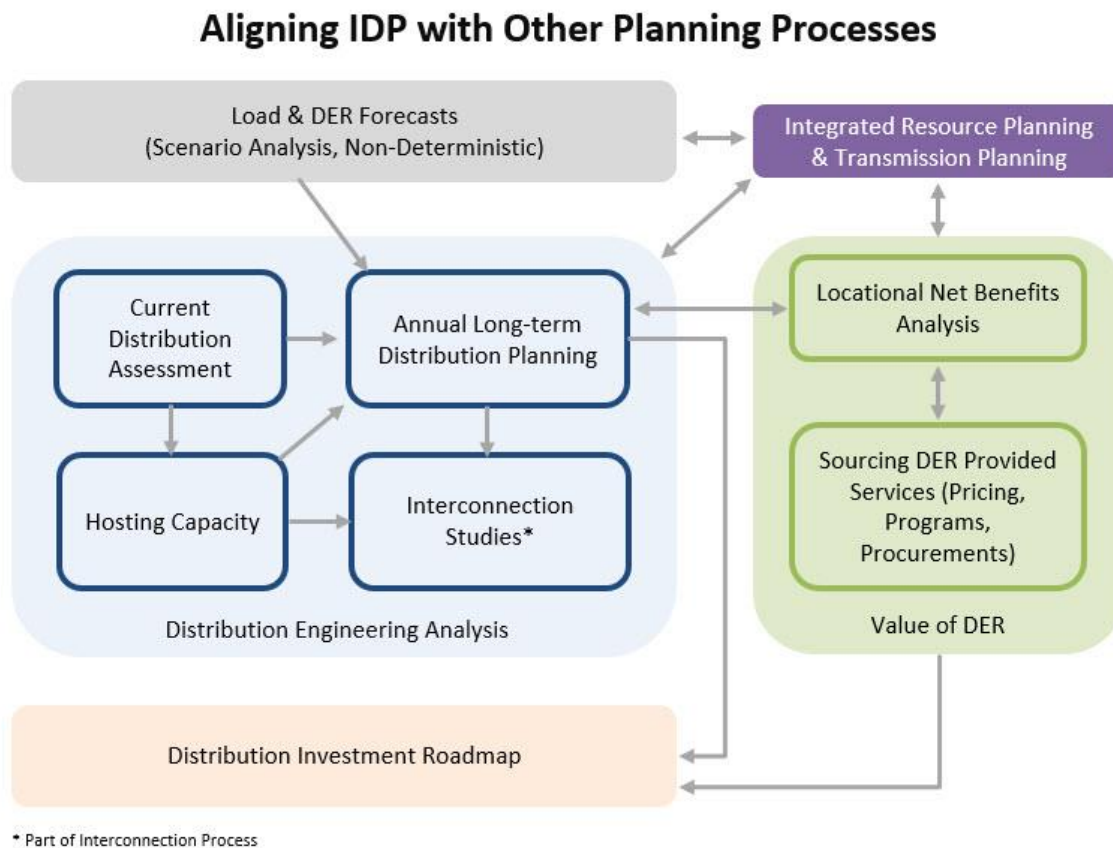 Aligning IDP with Other Planning Processes
Load & DER Forecasts
(Scenario Analysis, Non-Deterministic)
Integrated Resource Planning
& Transmission Planning
Current
Distribution
Assessment
Annual Long-term
Distribution Planning
Locational Net Benefits
Analysis
Hosting Capacity
Interconnection
Studies*
Sourcing DER Provided
Services (Pricing,
Programs,
Procurements)
Distribution Engineering Analysis
Value of DER
Distribution Investment Roadmap
* Part of Interconnection Process